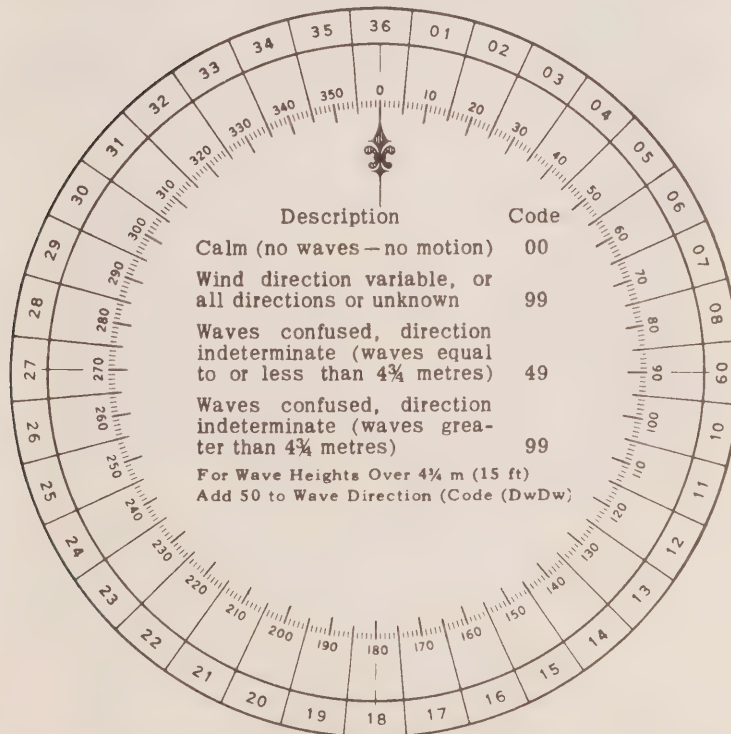 36 01 02 03 04 05 06 07 08 09 10 11 12 13 14 15 16 17 18 19 20 21 22 23 24 25 26 27 28 29 30 31 32 33 34 35
0 10 20 30 40 50 60 70 80 90 100 110 120 130 140 150 160 170 180 190 200 210 220 230 240 250 260 270 280 290 300 310 320 330 340 350
Description Code
Calm (no waves — no motion) 00
Wind direction variable, or
all directions or unknown 99
Waves confused, direction
indeterminate (waves equal
to or less than 4¾ metres) 49
Waves confused, direction
indeterminate (waves grea-
ter than 4¾ metres) 99
For Wave Heights Over 4¾ m (15 ft)
Add 50 to Wave Direction (Code (DwDw)